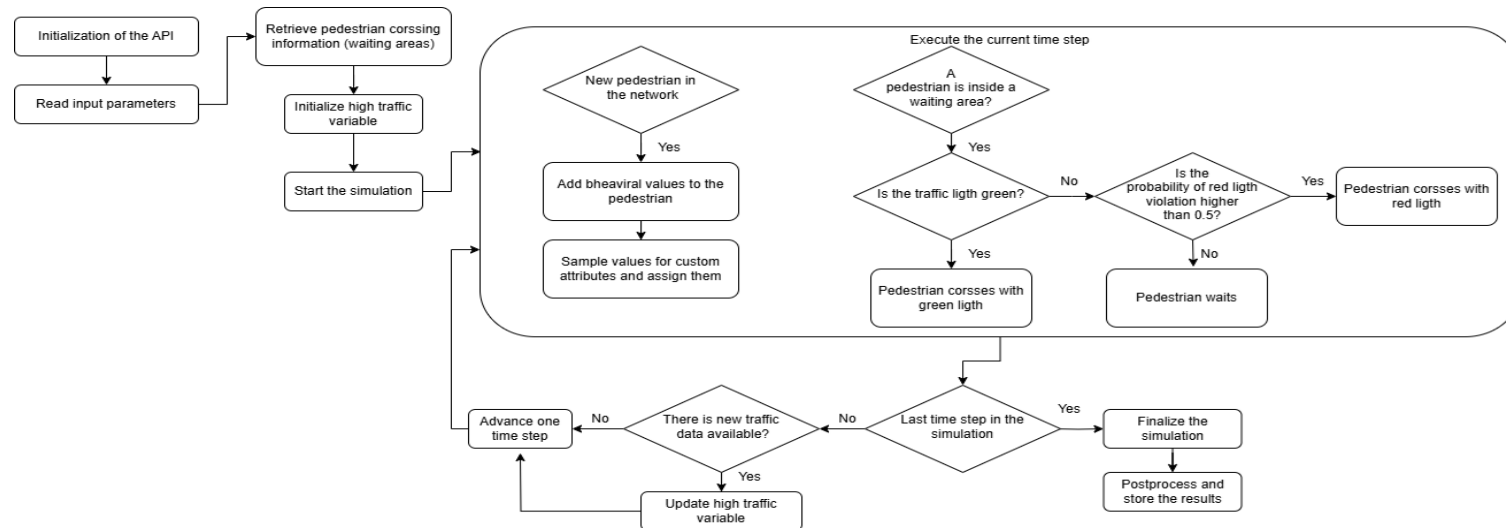 Initialization of the API
Read input parameters
Retrieve pedestrian corssing
information (waiting areas)
Initialize high traffic
variable
Start the simulation
Execute the current time step
New pedestrian in
the network
Yes
Add bheaviral values to the
pedestrian
Sample values for custom
attributes and assign them
A
pedestrian is inside a
waiting area?
Yes
Is the traffic ligth green?
No
Is the
probability of red ligth
violation higher
than 0.5?
Yes
Pedestrian corsses with
red ligth
Yes
Pedestrian corsses with
green ligth
No
Pedestrian waits
Last time step in the
simulation
Yes
Finalize the
simulation
Postprocess and
store the results
No
There is new traffic
data available?
No
Advance one
time step
Yes
Update high traffic
variable